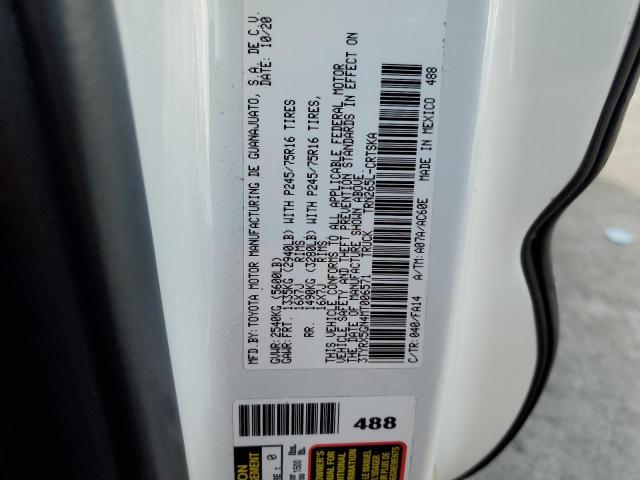 MFD.BY: TOYOTA MOTOR MANUFACTURING DE GUANAJUATO, S.A. DE C.V.
DATE: 10/20
GVWR: 2540KG (5600LB)
GAWR: FRT. 1335KG (2940LB) WITH P245/75R16 TIRES
16X7J RIMS
RR. 1490KG (3280LB) WITH P245/75R16 TIRES,
16X7J RIMS
THIS VEHICLE CONFORMS TO ALL APPLICABLE FEDERAL MOTOR
VEHICLE SAFETY AND THEFT PREVENTION STANDARDS IN EFFECT ON
THE DATE OF MANUFACTURE SHOWN ABOVE.
3TYRX5GN4MT006571 TRUCK TRN265L-CRTSKA
C/TR: 040/FA14 A/TM: A07A/AC60E MADE IN MEXICO 488
488